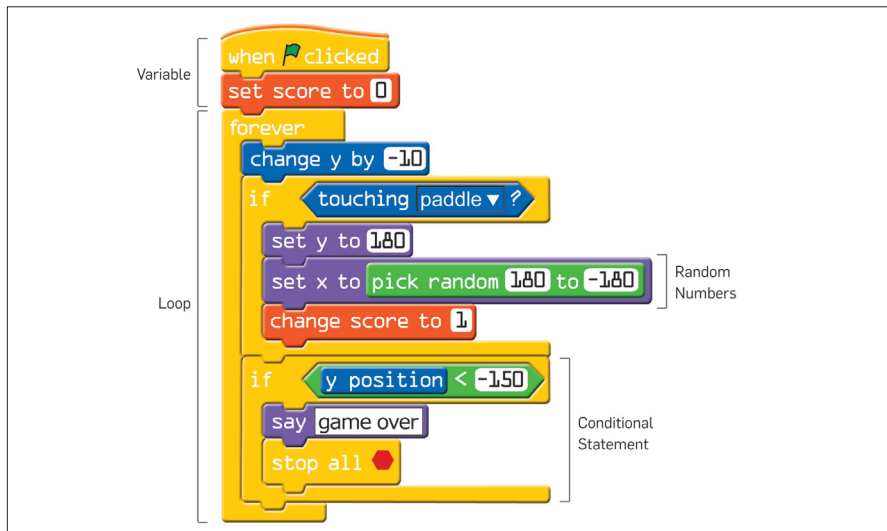 when clicked
Variable
set score to 0
forever
change y by -10
if touching paddle ?
set y to 180
set x to pick random 180 to -180
Random
Numbers
Loop
change score to 1
if y position < -150
say game over
Conditional
Statement
stop all